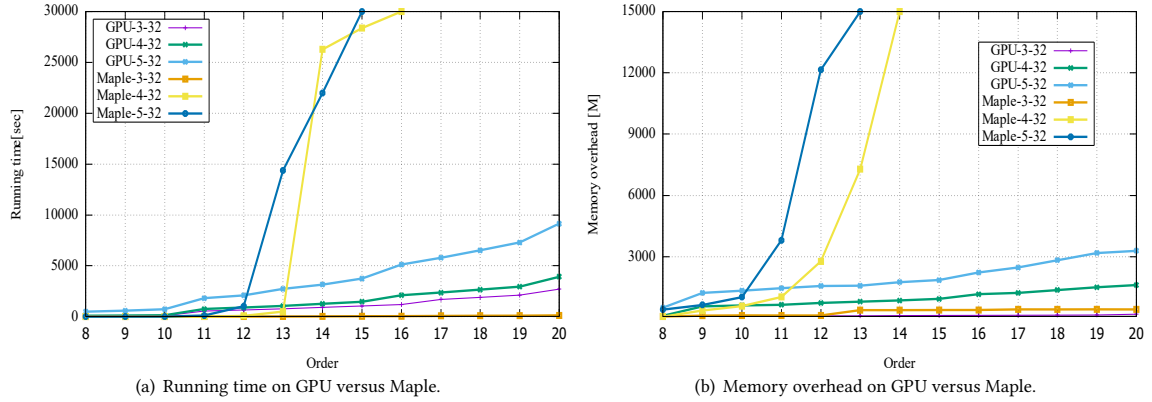 30000
25000
20000
15000
10000
5000
0
Running time[sec]
GPU-3-32
GPU-4-32
GPU-5-32
Maple-3-32
Maple-4-32
Maple-5-32
8 9 10 11 12 13 14 15 16 17 18 19 20
Order
(a) Running time on GPU versus Maple.
15000
12000
9000
6000
3000
Memory overhead [M]
GPU-3-32
GPU-4-32
GPU-5-32
Maple-3-32
Maple-4-32
Maple-5-32
8 9 10 11 12 13 14 15 16 17 18 19 20
Order
(b) Memory overhead on GPU versus Maple.